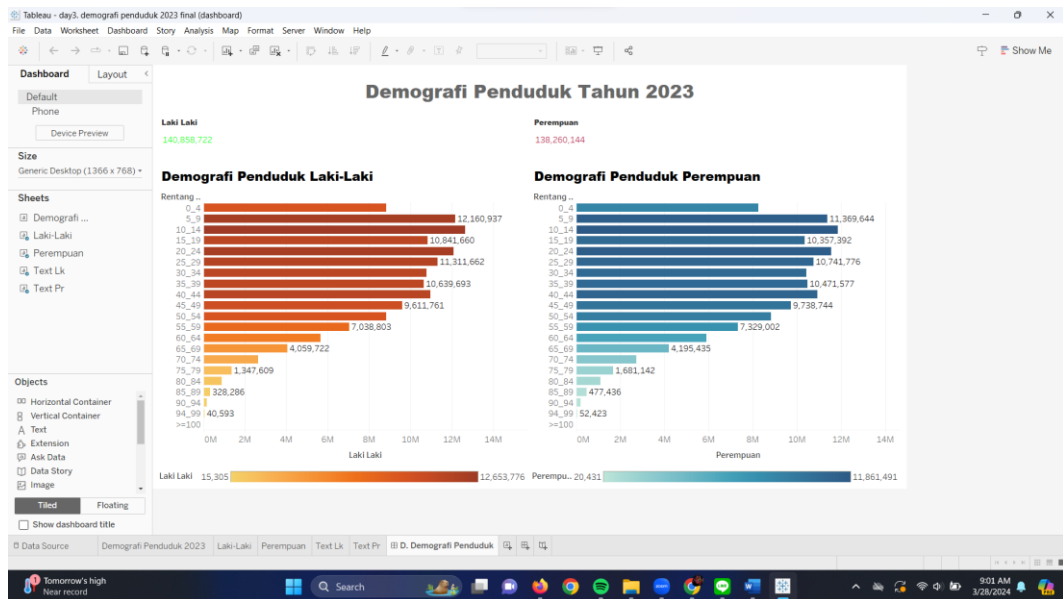 Tableau - day3. demografi penduduk 2023 final (dashboard)
File Data Worksheet Dashboard Story Analysis Map Format Server Window Help
Show Me
Dashboard Layout
Default
Phone
Device Preview
Size
Generic Desktop (1366 x 768)
Sheets
Demografi ...
Laki-Laki
Perempuan
Text Lk
Text Pr
Objects
Horizontal Container
Vertical Container
Text
Extension
Ask Data
Data Story
Image
Tiled Floating
Show dashboard title
Demografi Penduduk Tahun 2023
Laki Laki
140,858,722
Perempuan
138,260,144
Demografi Penduduk Laki-Laki
Rentang ..
0_4
5_9 12,160,937
10_14
15_19 10,841,660
20_24
25_29 11,311,662
30_34
35_39 10,639,693
40_44
45_49 9,611,761
50_54
55_59 7,038,803
60_64
65_69 4,059,722
70_74
75_79 1,347,609
80_84
85_89 328,286
90_94
94_99 40,593
>=100
0M 2M 4M 6M 8M 10M 12M 14M
Laki Laki
Laki Laki 15,305 12,653,776
Demografi Penduduk Perempuan
Rentang ..
0_4
5_9 11,369,644
10_14
15_19 10,357,392
20_24
25_29 10,741,776
30_34
35_39 10,471,577
40_44
45_49 9,738,744
50_54
55_59 7,329,002
60_64
65_69 4,195,435
70_74
75_79 1,681,142
80_84
85_89 477,436
90_94
94_99 52,423
>=100
0M 2M 4M 6M 8M 10M 12M 14M
Perempuan
Perempu.. 20,431 11,861,491
Data Source Demografi Penduduk 2023 Laki-Laki Perempuan Text Lk Text Pr D. Demografi Penduduk
1
Tomorrow's high
Near record
Search
9:01 AM
3/28/2024